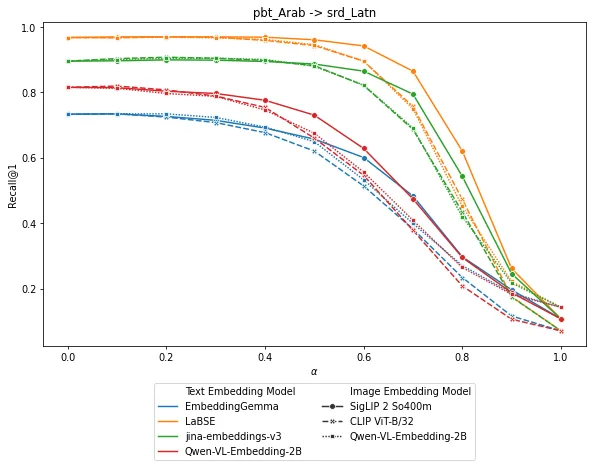 pbt_Arab -> srd_Latn
Recall@1
1.0
0.8
0.6
0.4
0.2
0.0 0.2 0.4 0.6 0.8 1.0
α
Text Embedding Model
EmbeddingGemma
LaBSE
jina-embeddings-v3
Qwen-VL-Embedding-2B
Image Embedding Model
SigLIP 2 So400m
CLIP ViT-B/32
Qwen-VL-Embedding-2B